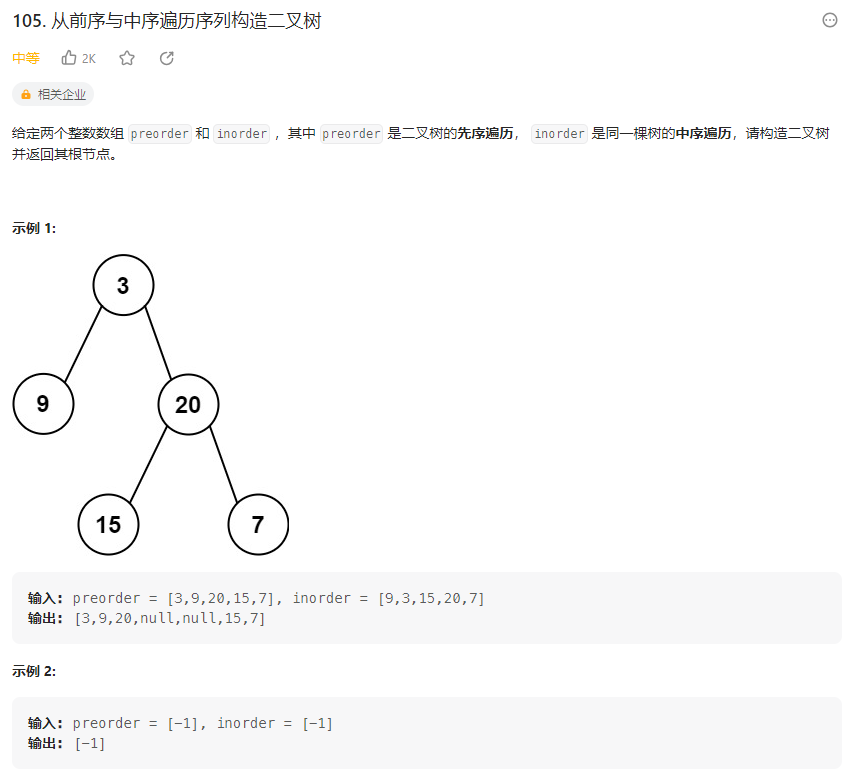 105. 从前序与中序遍历序列构造二叉树
中等 2K
相关企业
给定两个整数数组 preorder 和 inorder ，其中 preorder 是二叉树的先序遍历， inorder 是同一棵树的中序遍历，请构造二叉树
并返回其根节点。
示例 1:
3
9 20
15 7
输入: preorder = [3,9,20,15,7], inorder = [9,3,15,20,7]
输出: [3,9,20,null,null,15,7]
示例 2:
输入: preorder = [-1], inorder = [-1]
输出: [-1]